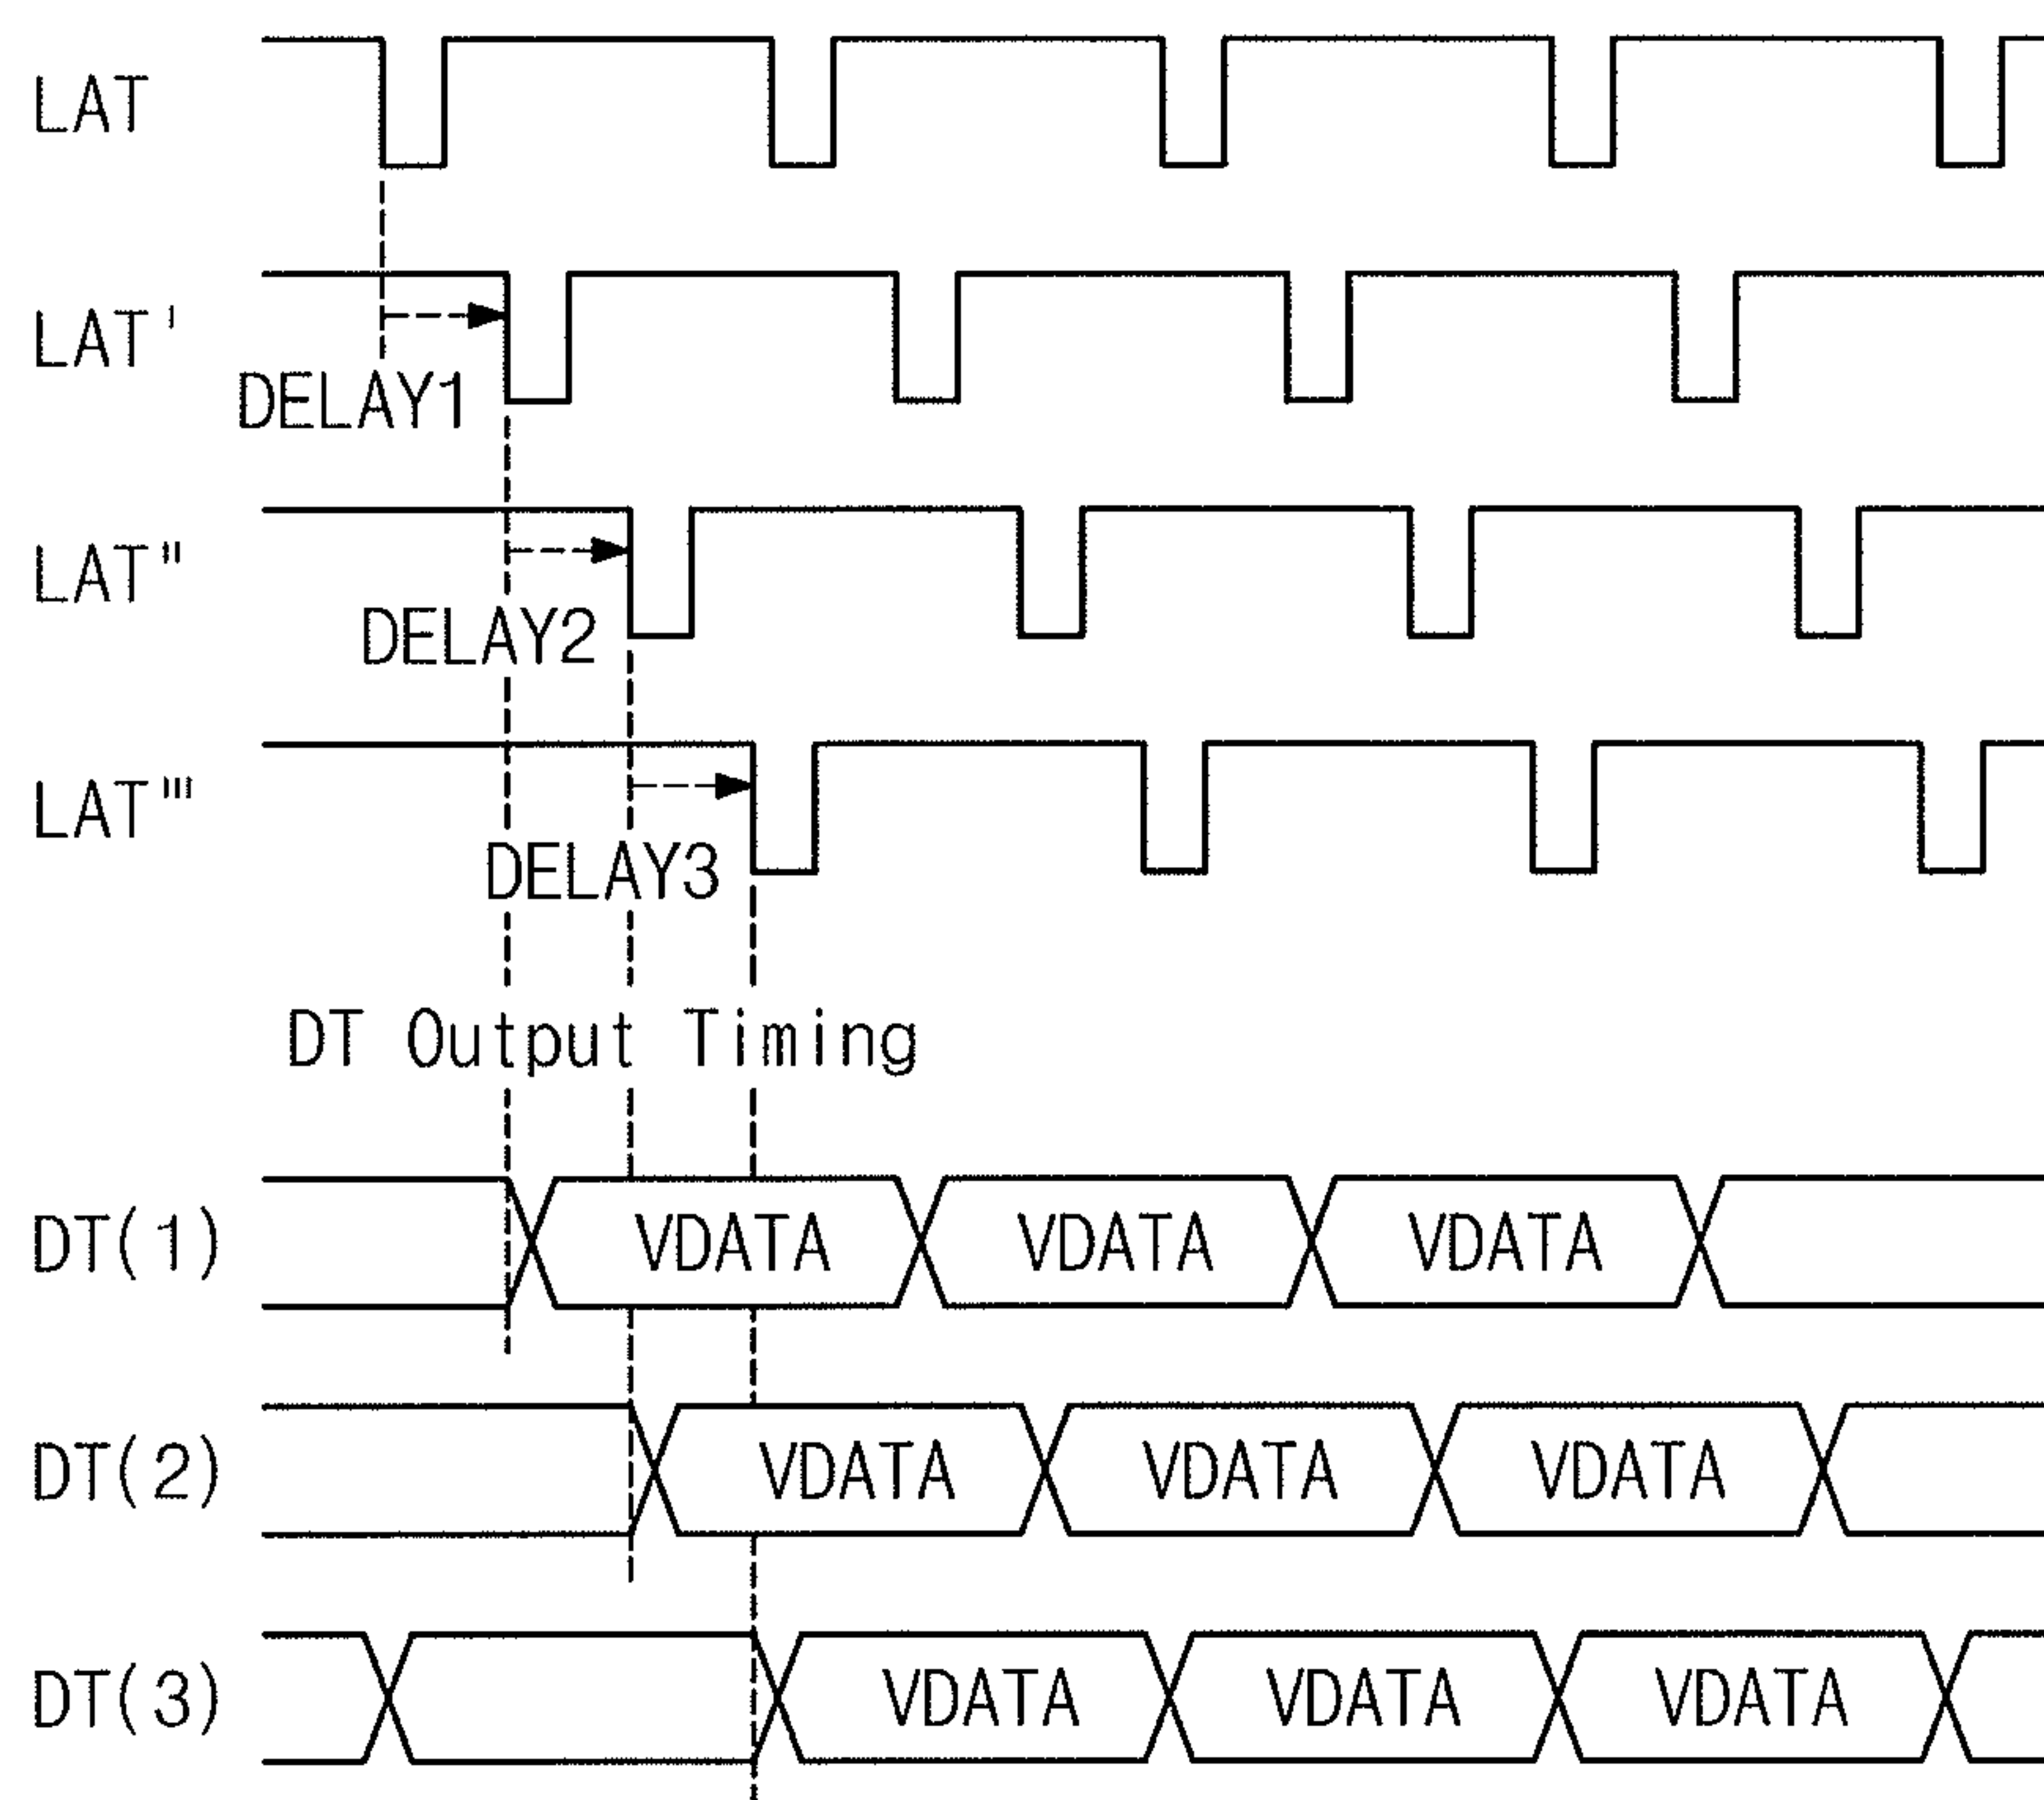 LAT
LAT'
DELAY1
LAT"
DELAY2
LAT'''
DELAY3
DT Output Timing
DT(1) VDATA VDATA VDATA
DT(2) VDATA VDATA VDATA
DT(3) VDATA VDATA VDATA